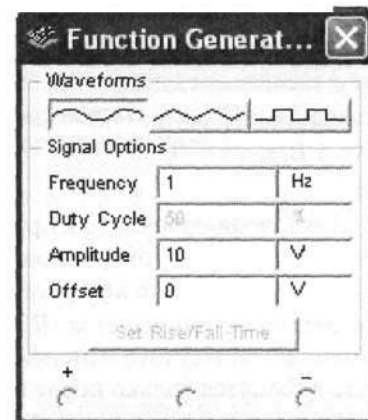 Function Generat...
Waveforms
Signal Options
Frequency 1 Hz
Duty Cycle 50 %
Amplitude 10 V
Offset 0 V
Set Rise/Fall Time
+ −